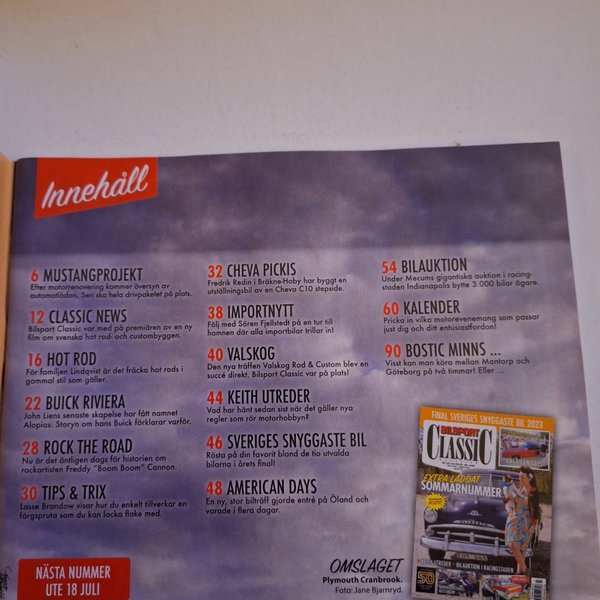 Innehåll
6 MUSTANGPROJEKT
Efter motorrenovering kommer översyn av
automatlådan. Sen ska hela drivpaketet på plats.
12 CLASSIC NEWS
Bilsport Classic var med på premiären av en ny
film om svenska hot rod- och custombyggen.
16 HOT ROD
För familjen Lindqvist är det fräcka hot rods i
gammal stil som gäller.
22 BUICK RIVIERA
John Liens senaste skapelse har fått namnet
Alopias. Storyn om hans Buick förklarar varför.
28 ROCK THE ROAD
Nu är det äntligen dags för historien om
rockartisten Freddy "Boom Boom" Cannon.
30 TIPS & TRIX
Lasse Brandow visar hur du enkelt tillverkar en
färgspruta som du kan lacka flake med.
NÄSTA NUMMER
UTE 18 JULI
32 CHEVA PICKIS
Fredrik Redin i Bräkne-Hoby har byggt en
utställningsbil av en Cheva C10 stepside.
38 IMPORTNYTT
Följ med Sören Fjellstedt på en tur till
hamnen där alla importbilar trillar in!
40 VALSKOG
Den nya träffen Valskog Rod & Custom blev en
succé direkt. Bilsport Classic var på plats!
44 KEITH UTREDER
Vad har hänt sedan sist när det gäller nya
regler som rör motorhobbyn?
46 SVERIGES SNYGGASTE BIL
Rösta på din favorit bland de tio utvalda
bilarna i årets final!
48 AMERICAN DAYS
En ny, stor bilträff gjorde entré på Öland och
varade i flera dagar.
54 BILAUKTION
Under Mecums gigantiska auktion i racing-
staden Indianapolis bytte 3.000 bilar ägare.
60 KALENDER
Pricka in vilka motorevenemang som passar
just dig och ditt entusiastfordon!
90 BOSTIC MINNS ...
Visst kan man köra mellan Mantorp och
Göteborg på två timmar! Eller ...
FINAL SVERIGES SNYGGASTE BIL 2023
BILSPORT
CLASSIC
AMERICAN DAYS
EXTRA LÄDDAT
SOMMARNUMMER
UTREDER • BILAUKTION I RACINGSTADEN
50
OMSLAGET
Plymouth Cranbrook.
Foto: Jane Bjarnryd.